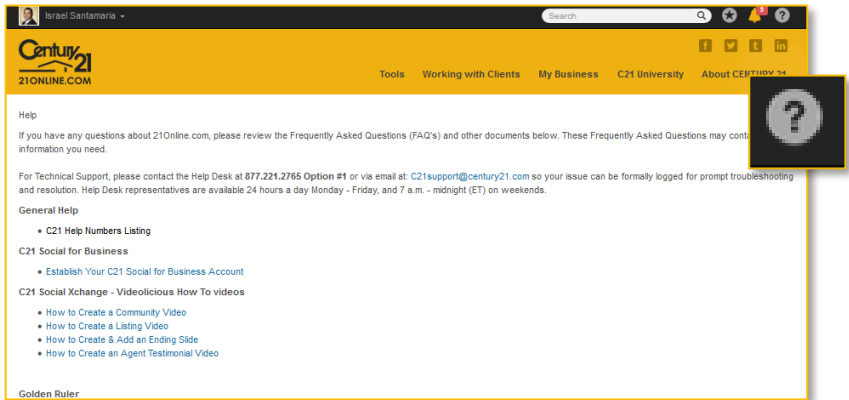 Israel Santamaria
Search
9
?
Century 21
21ONLINE.COM
f t in
Tools Working with Clients My Business C21 University About CENTURY 21
?
Help
If you have any questions about 21Online.com, please review the Frequently Asked Questions (FAQ's) and other documents below. These Frequently Asked Questions may
information you need.
For Technical Support, please contact the Help Desk at 877.221.2765 Option #1 or via email at: C21support@century21.com so your issue can be formally logged for prompt troubleshooting
and resolution. Help Desk representatives are available 24 hours a day Monday - Friday, and 7 a.m. - midnight (ET) on weekends.
General Help
• C21 Help Numbers Listing
C21 Social for Business
• Establish Your C21 Social for Business Account
C21 Social Xchange - Videolicious How To videos
• How to Create a Community Video
• How to Create a Listing Video
• How to Create & Add an Ending Slide
• How to Create an Agent Testimonial Video
Golden Ruler